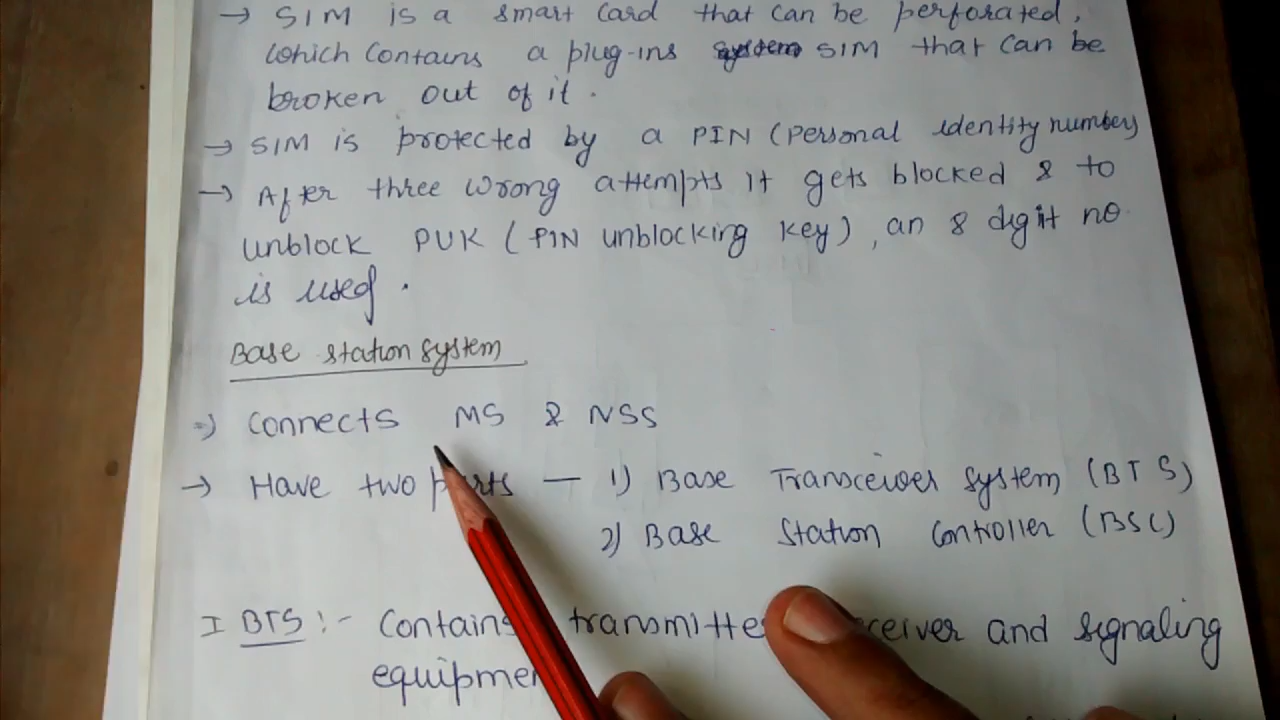 → SIM is a smart card that can be perforated,
which contains a plug-ins SIM that can be
broken out of it.
→ SIM is protected by a PIN (Personal identity number)
→ After three wrong attempts it gets blocked & to
unblock PUK (PIN unblocking key), an 8 digit no.
is used.
Base station system
→ Connects MS & NSS
→ Have two parts — 1) Base Transceiver System (BTS)
2) Base Station Controller (BSC)
I BTS :- Contains transmitter and signaling